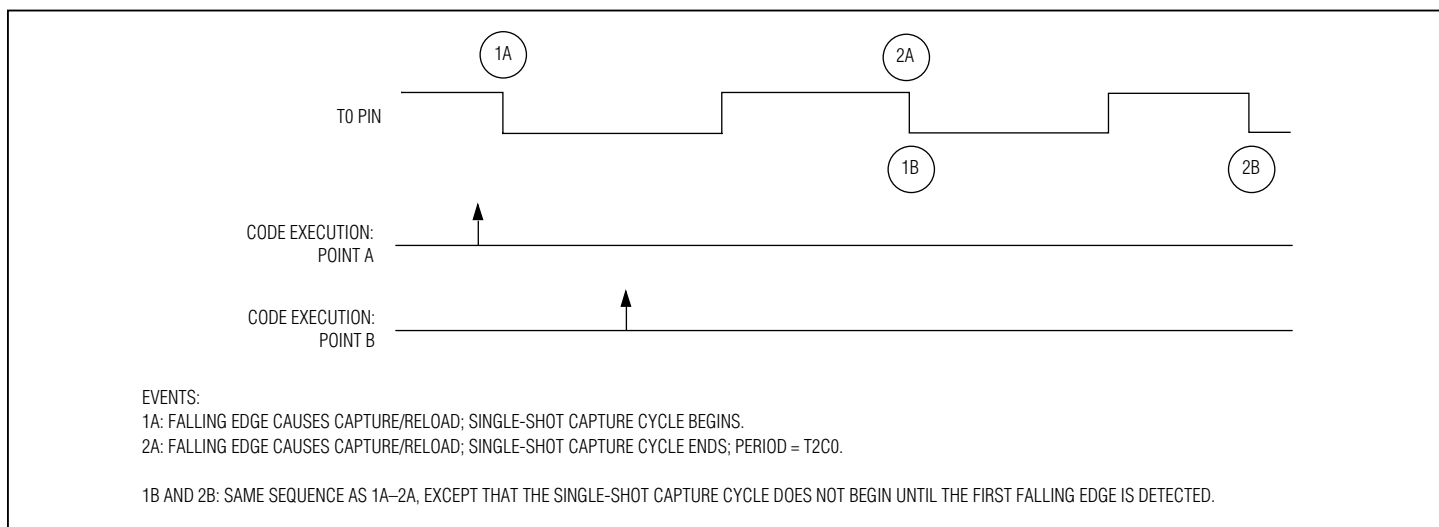 1A
2A
T0 PIN
1B
2B
CODE EXECUTION:
POINT A
CODE EXECUTION:
POINT B
EVENTS:
1A: FALLING EDGE CAUSES CAPTURE/RELOAD; SINGLE-SHOT CAPTURE CYCLE BEGINS.
2A: FALLING EDGE CAUSES CAPTURE/RELOAD; SINGLE-SHOT CAPTURE CYCLE ENDS; PERIOD = T2C0.
1B AND 2B: SAME SEQUENCE AS 1A–2A, EXCEPT THAT THE SINGLE-SHOT CAPTURE CYCLE DOES NOT BEGIN UNTIL THE FIRST FALLING EDGE IS DETECTED.